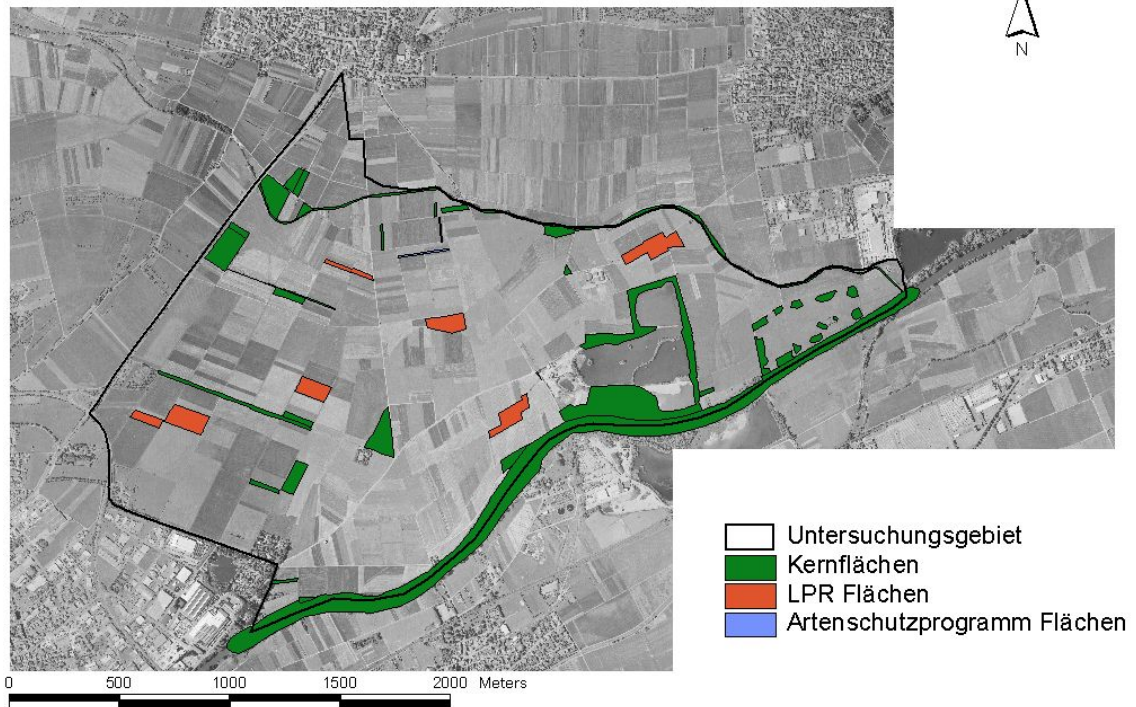 N
Untersuchungsgebiet
Kernflächen
LPR Flächen
Artenschutzprogramm Flächen
0 500 1000 1500 2000 Meters